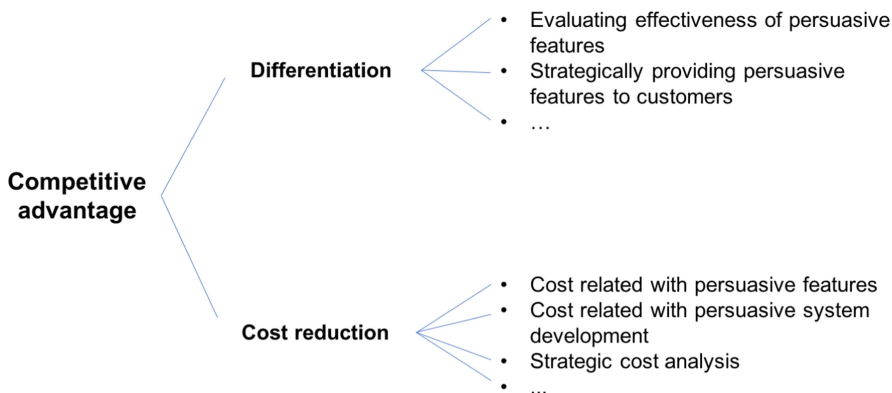 • Evaluating effectiveness of persuasive
features
Differentiation
• Strategically providing persuasive
features to customers
• …
Competitive
advantage
• Cost related with persuasive features
• Cost related with persuasive system
development
Cost reduction
• Strategic cost analysis
• ...